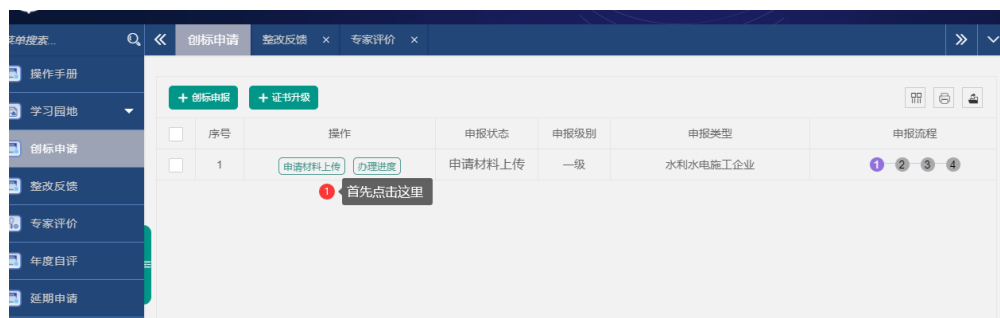 菜单搜索... 创标申请 整改反馈 × 专家评价 ×
操作手册
学习园地
创标申请
整改反馈
专家评价
年度自评
延期申请
+ 创标申报 + 证书升级
序号 操作 申报状态 申报级别 申报类型 申报流程
1 申请材料上传 办理进度 申请材料上传 一级 水利水电施工企业 1 2 3 4
1 首先点击这里